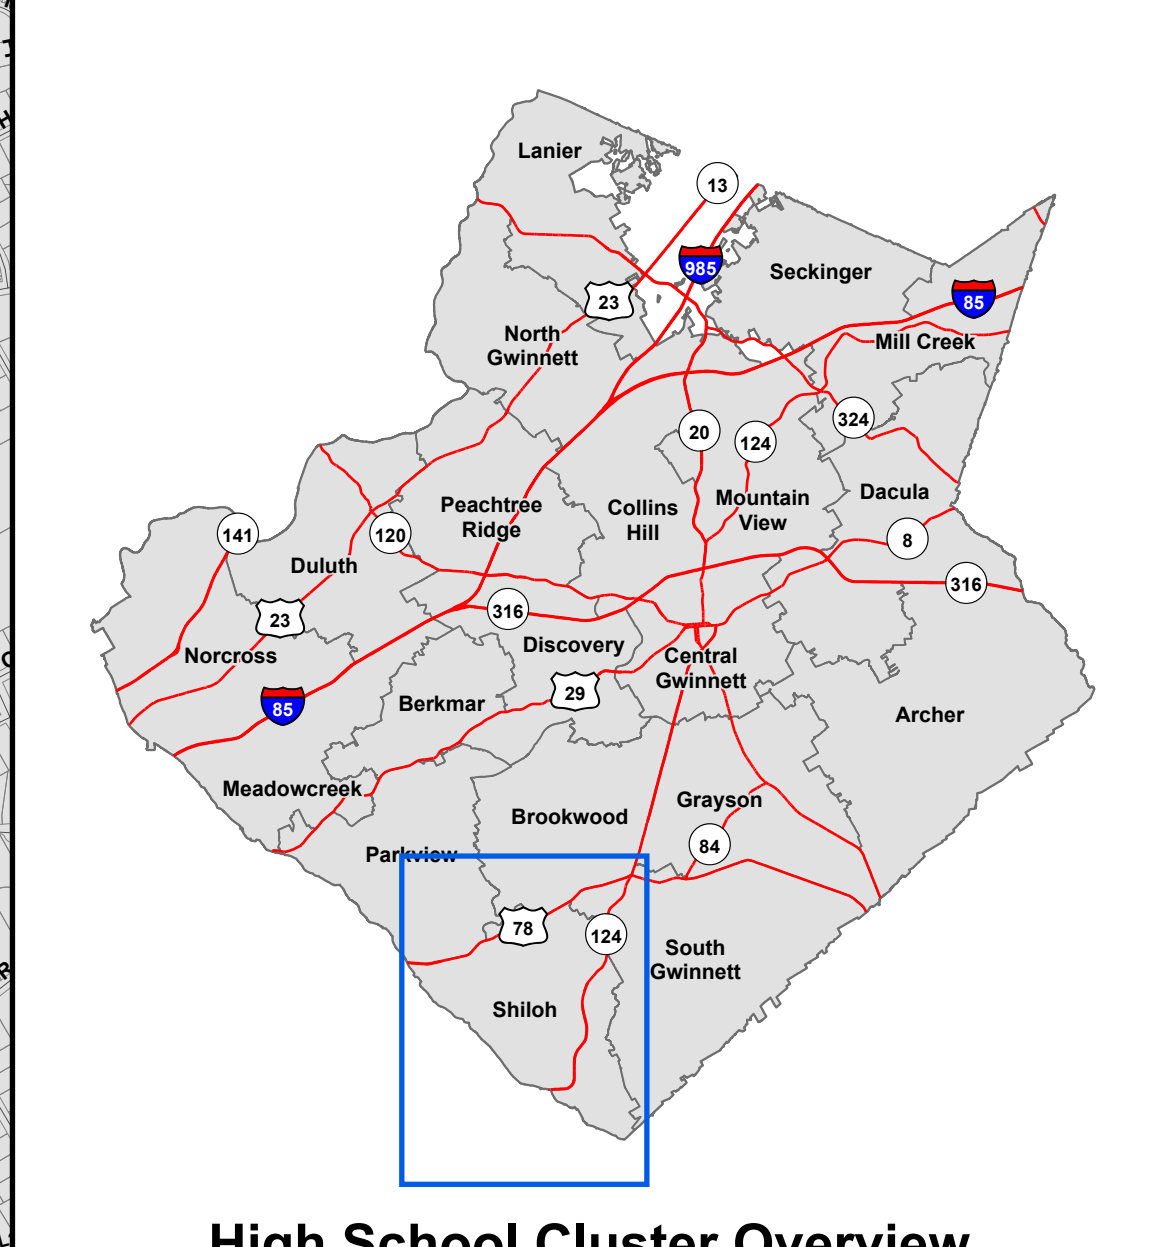 Lanier
13
985
Seckinger
85
23
North
Gwinnett
Mill Creek
324
20
124
Dacula
Mountain
View
Peachtree
Ridge
Collins
Hill
141
120
8
Duluth
316
23
316
Discovery
Norcross
Central
Gwinnett
29
85
Berkmar
Archer
Meadowcreek
Grayson
Brookwood
84
Parkview
78
124
South
Gwinnett
Shiloh
High School Cluster Overview